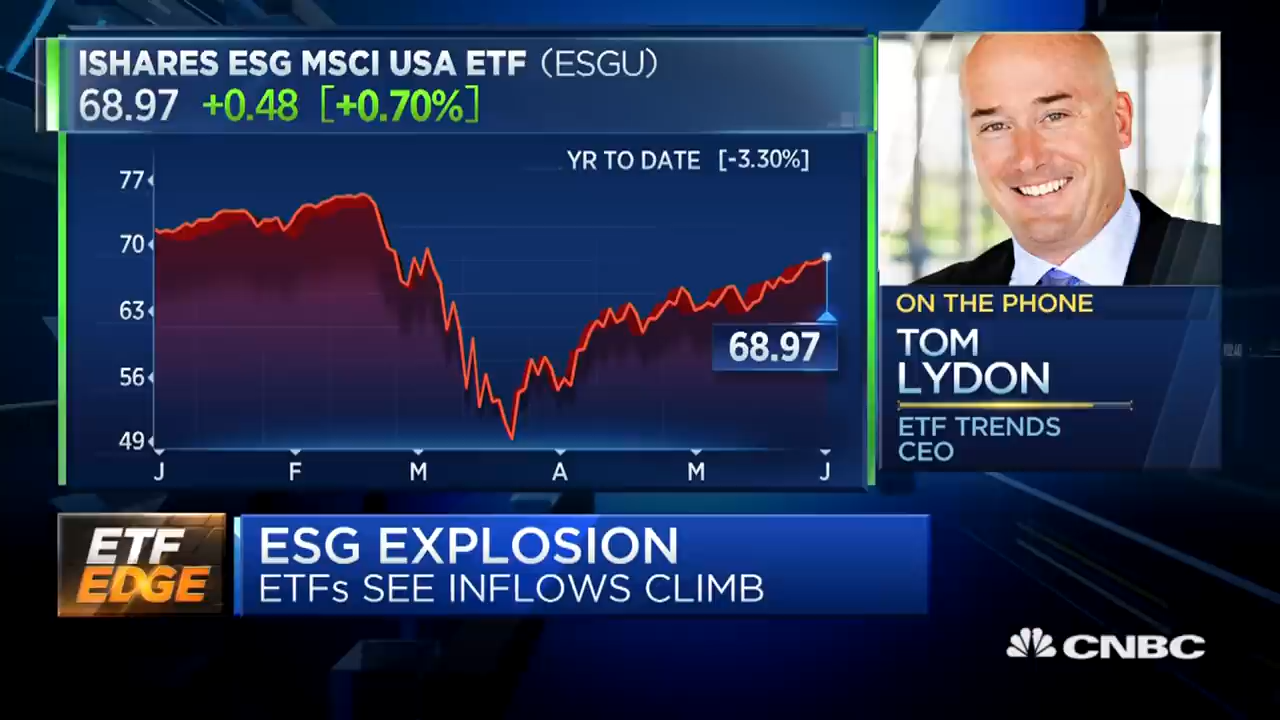 ISHARES ESG MSCI USA ETF (ESGU)
68.97 +0.48 [+0.70%]
YR TO DATE [-3.30%]
77
70
63
56
49
68.97
J F M A M J
ON THE PHONE
TOM
LYDON
ETF TRENDS
CEO
ETF
EDGE
ESG EXPLOSION
ETFs SEE INFLOWS CLIMB
CNBC